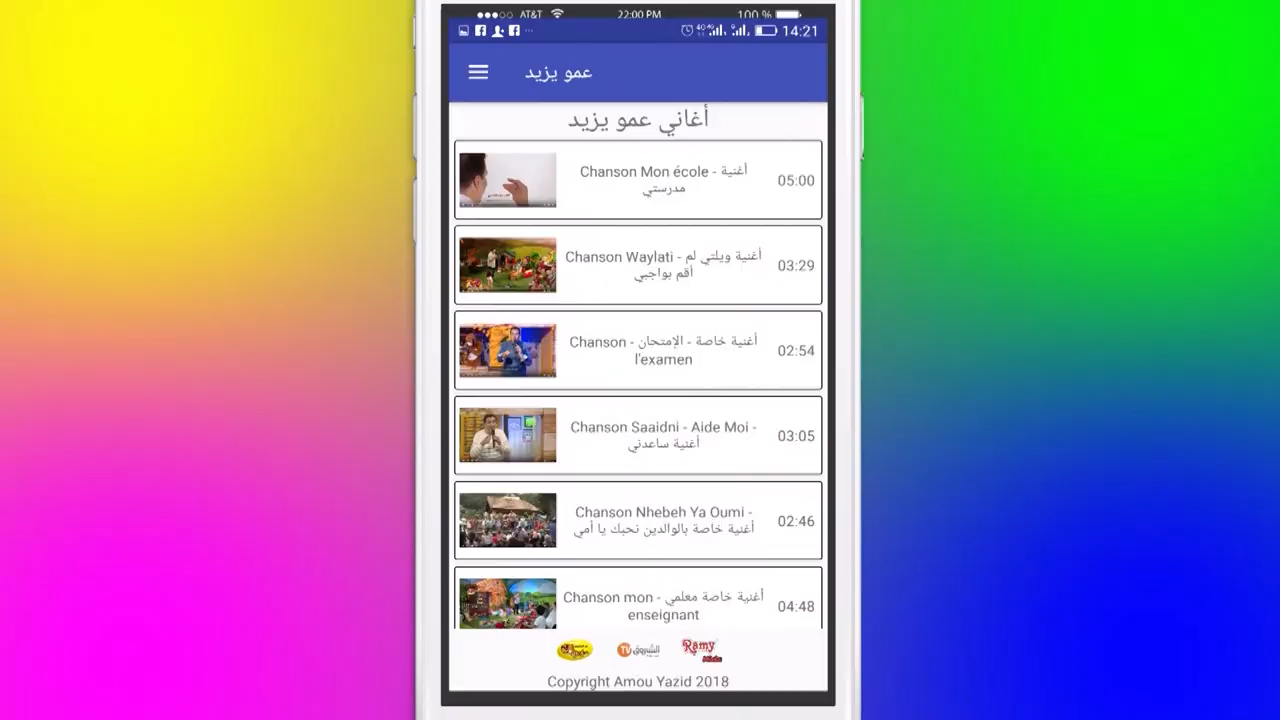 AT&T 22:00 PM 100 %
14:21
عمو يزيد
أغاني عمو يزيد
Chanson Mon école - أغنية
مدرستي
05:00
Chanson Waylati - أغنية ويلتي لم
أقم بواجبي
03:29
Chanson - أغنية خاصة - الإمتحان
l'examen
02:54
Chanson Saaidni - Aide Moi -
أغنية ساعدني
03:05
Chanson Nhebeh Ya Oumi -
أغنية خاصة بالوالدين نحبك يا أمي
02:46
Chanson mon - أغنية خاصة معلمي
enseignant
04:48
الشروق TV
Ramy
Copyright Amou Yazid 2018